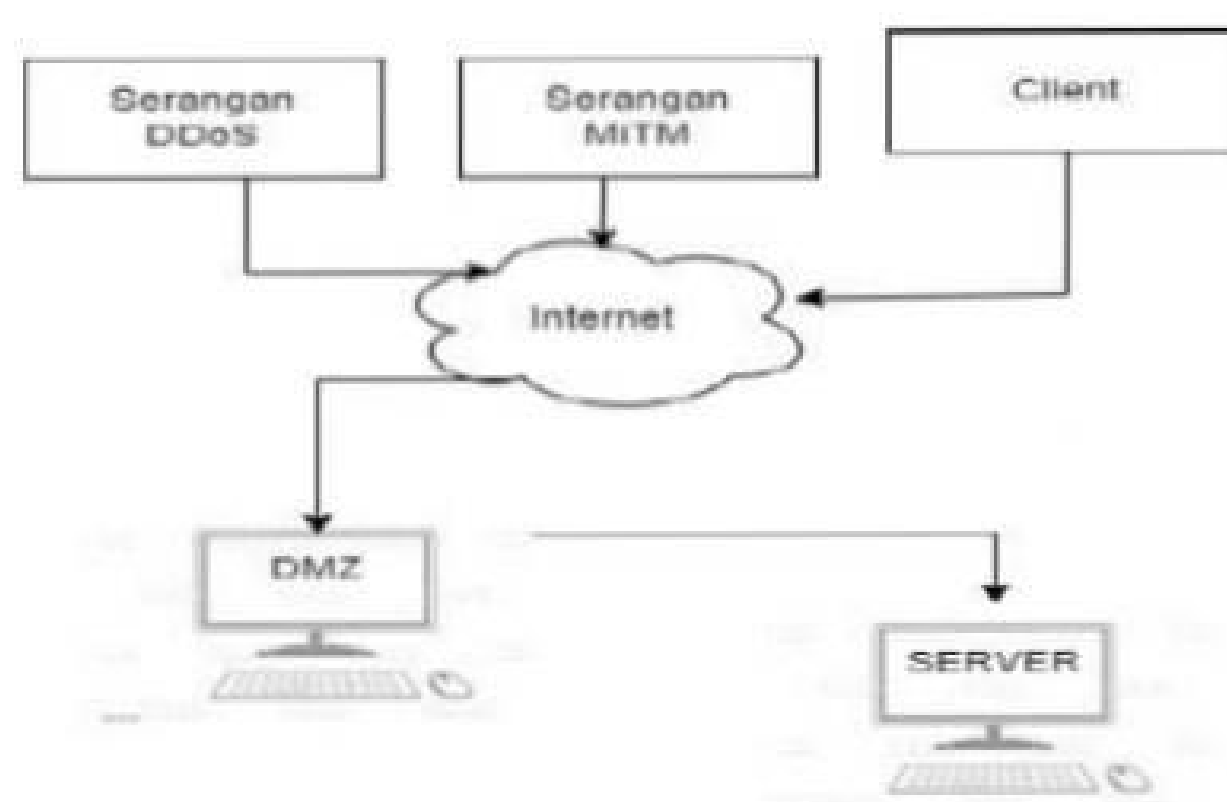 Serangan
DDoS
Serangan
MiTM
Client
Internet
DMZ
SERVER